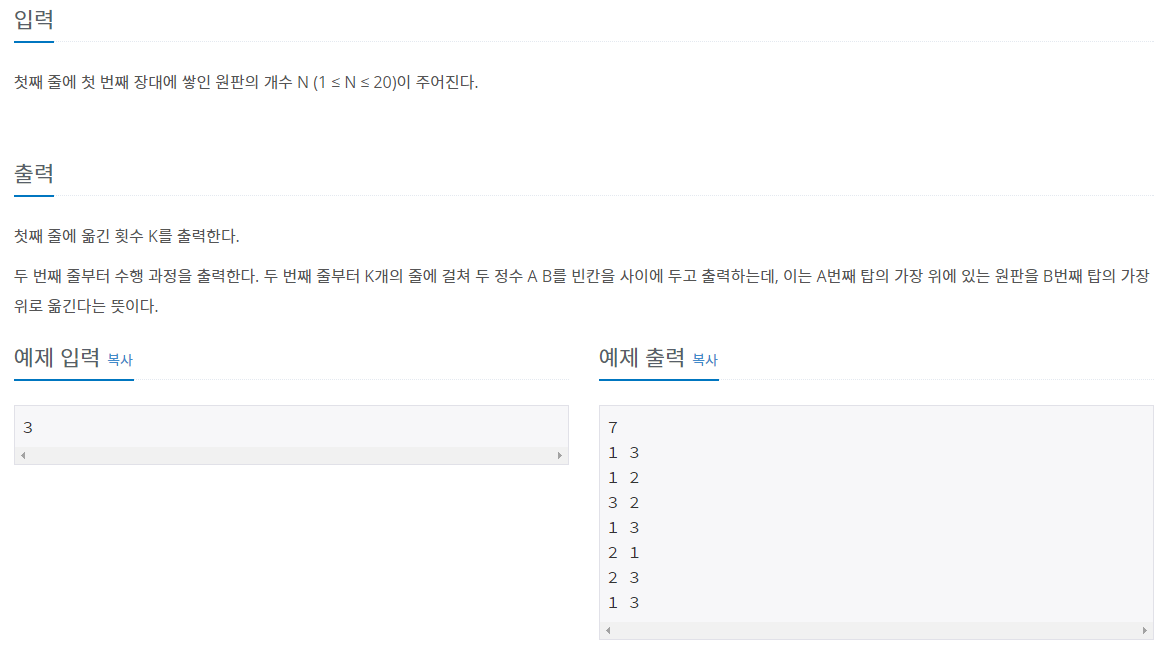 입력
첫째 줄에 첫 번째 장대에 쌓인 원판의 개수 N (1 ≤ N ≤ 20)이 주어진다.
출력
첫째 줄에 옮긴 횟수 K를 출력한다.
두 번째 줄부터 수행 과정을 출력한다. 두 번째 줄부터 K개의 줄에 걸쳐 두 정수 A B를 빈칸을 사이에 두고 출력하는데, 이는 A번째 탑의 가장 위에 있는 원판을 B번째 탑의 가장
위로 옮긴다는 뜻이다.
예제 입력 복사
3
예제 출력 복사
7
1 3
1 2
3 2
1 3
2 1
2 3
1 3